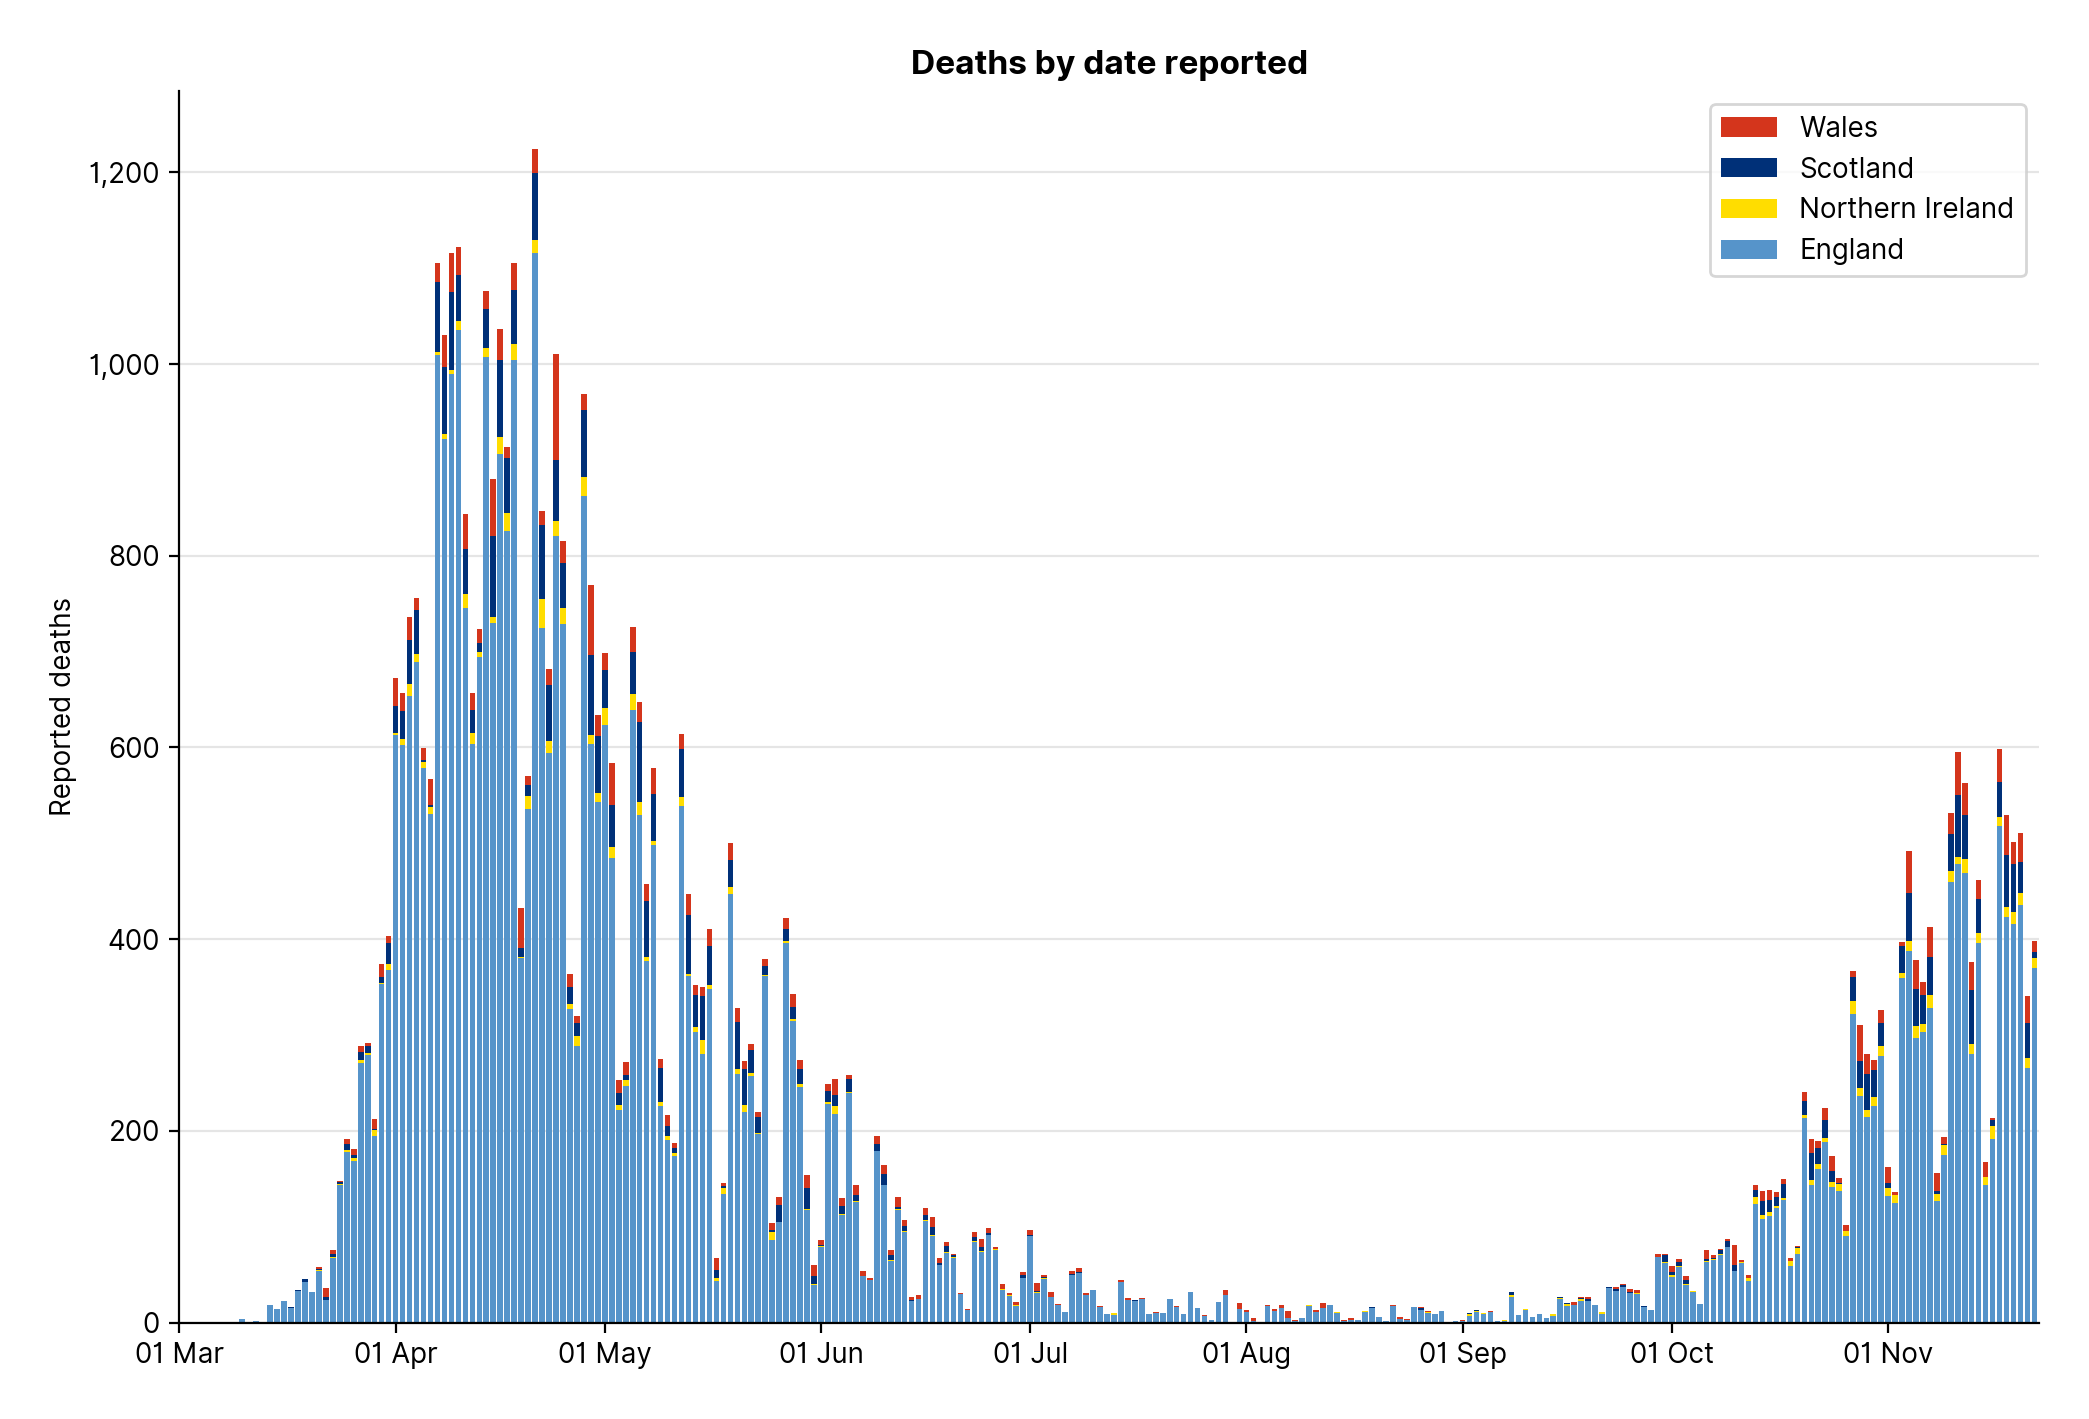 Deaths by date reported
Wales
Scotland
Northern Ireland
England
Reported deaths
1,200
1,000
800
600
400
200
0
01 Mar
01 Apr
01 May
01 Jun
01 Jul
01 Aug
01 Sep
01 Oct
01 Nov